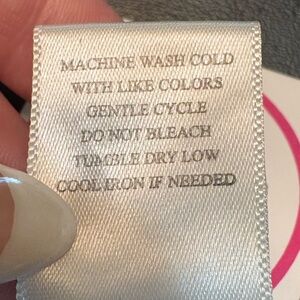 MACHINE WASH COLD
WITH LIKE COLORS
GENTLE CYCLE
DO NOT BLEACH
TUMBLE DRY LOW
COOL IRON IF NEEDED